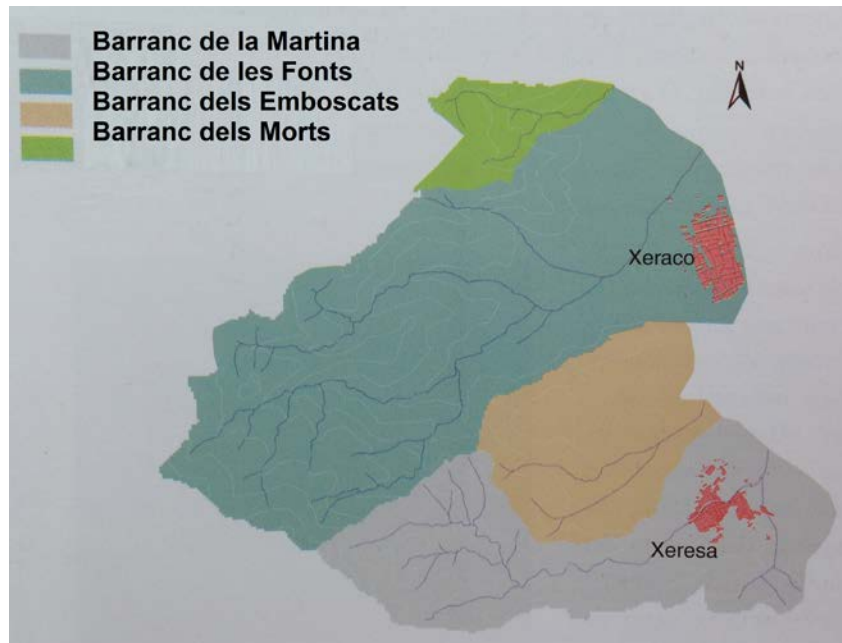 Barranc de la Martina
Barranc de les Fonts
Barranc dels Emboscats
Barranc dels Morts
N
Xeraco
Xeresa